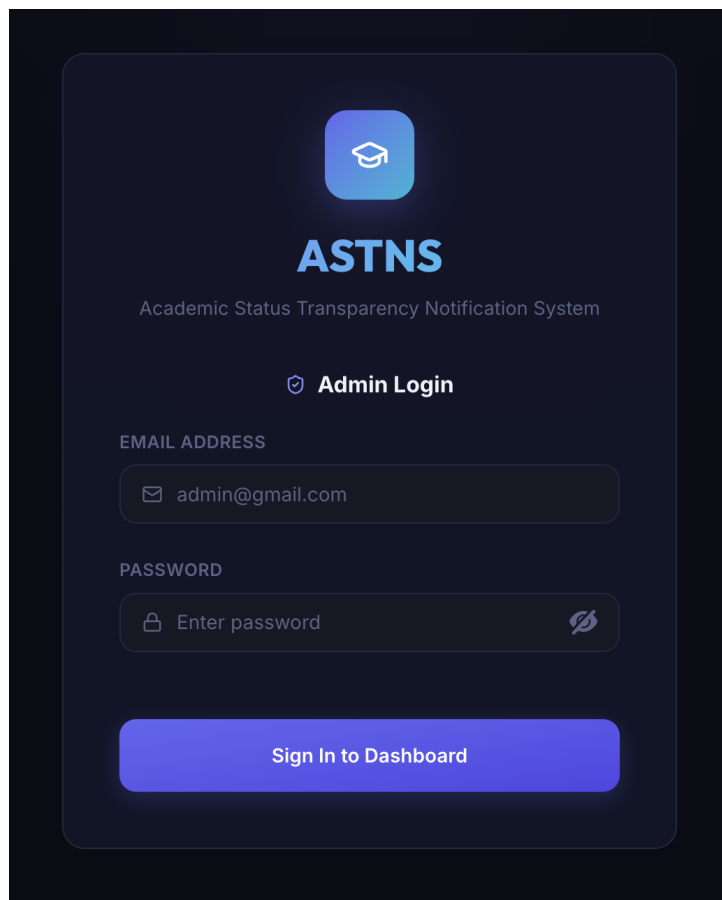 ASTNS
Academic Status Transparency Notification System
Admin Login
EMAIL ADDRESS
admin@gmail.com
PASSWORD
Enter password
Sign In to Dashboard